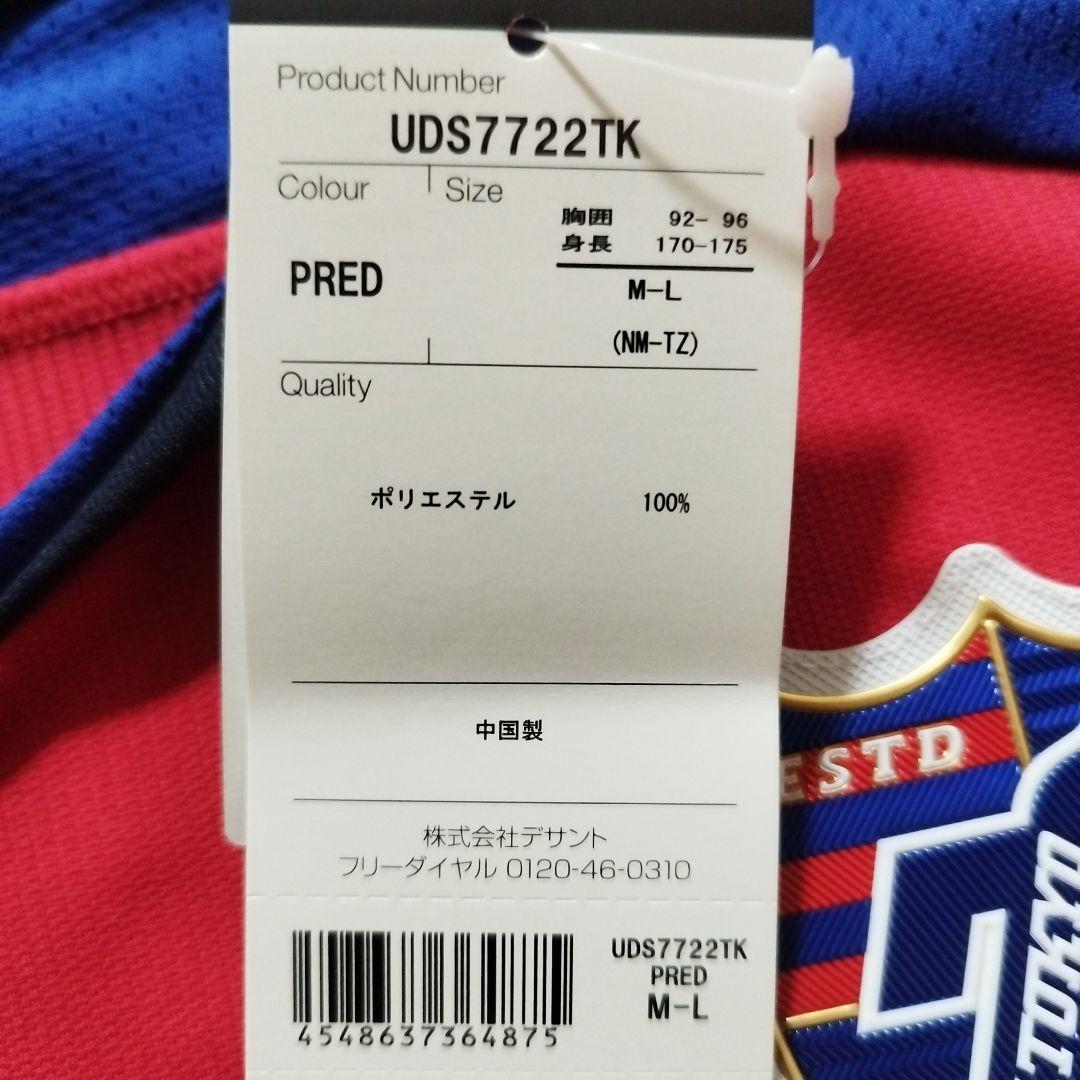 Product Number
UDS7722TK
Colour
Size
胸囲 92- 96
身長 170-175
PRED
M-L
(NM-TZ)
Quality
ポリエステル 100%
中国製
株式会社デサント
フリーダイヤル 0120-46-0310
UDS7722TK
PRED
M-L
4548637364875
ESTD